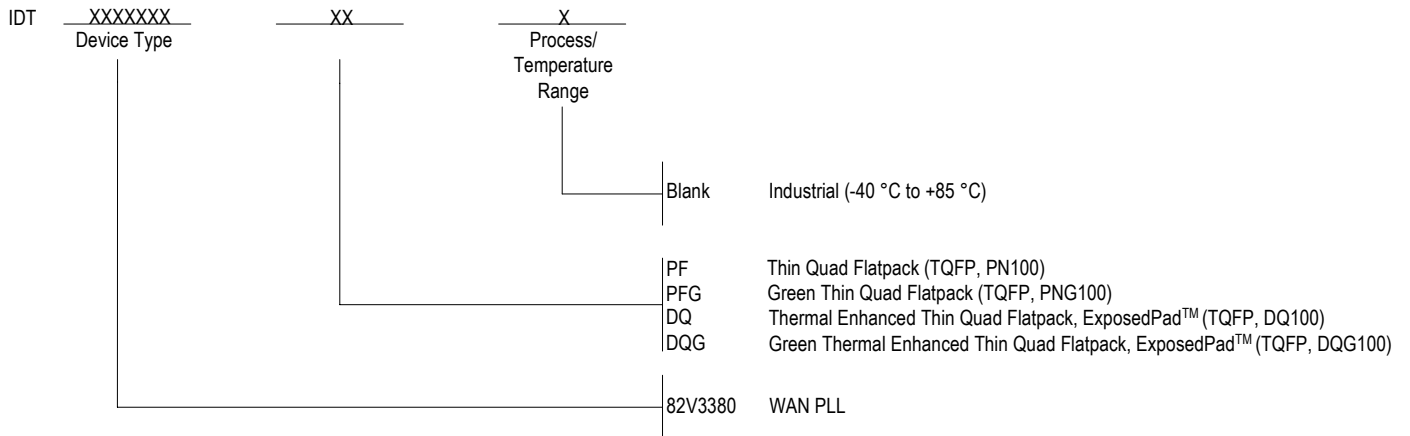 IDT XXXXXXX XX X
Device Type
Process/
Temperature
Range
Blank Industrial (-40 °C to +85 °C)
PF Thin Quad Flatpack (TQFP, PN100)
PFG Green Thin Quad Flatpack (TQFP, PNG100)
DQ Thermal Enhanced Thin Quad Flatpack, ExposedPad™ (TQFP, DQ100)
DQG Green Thermal Enhanced Thin Quad Flatpack, ExposedPad™ (TQFP, DQG100)
82V3380 WAN PLL